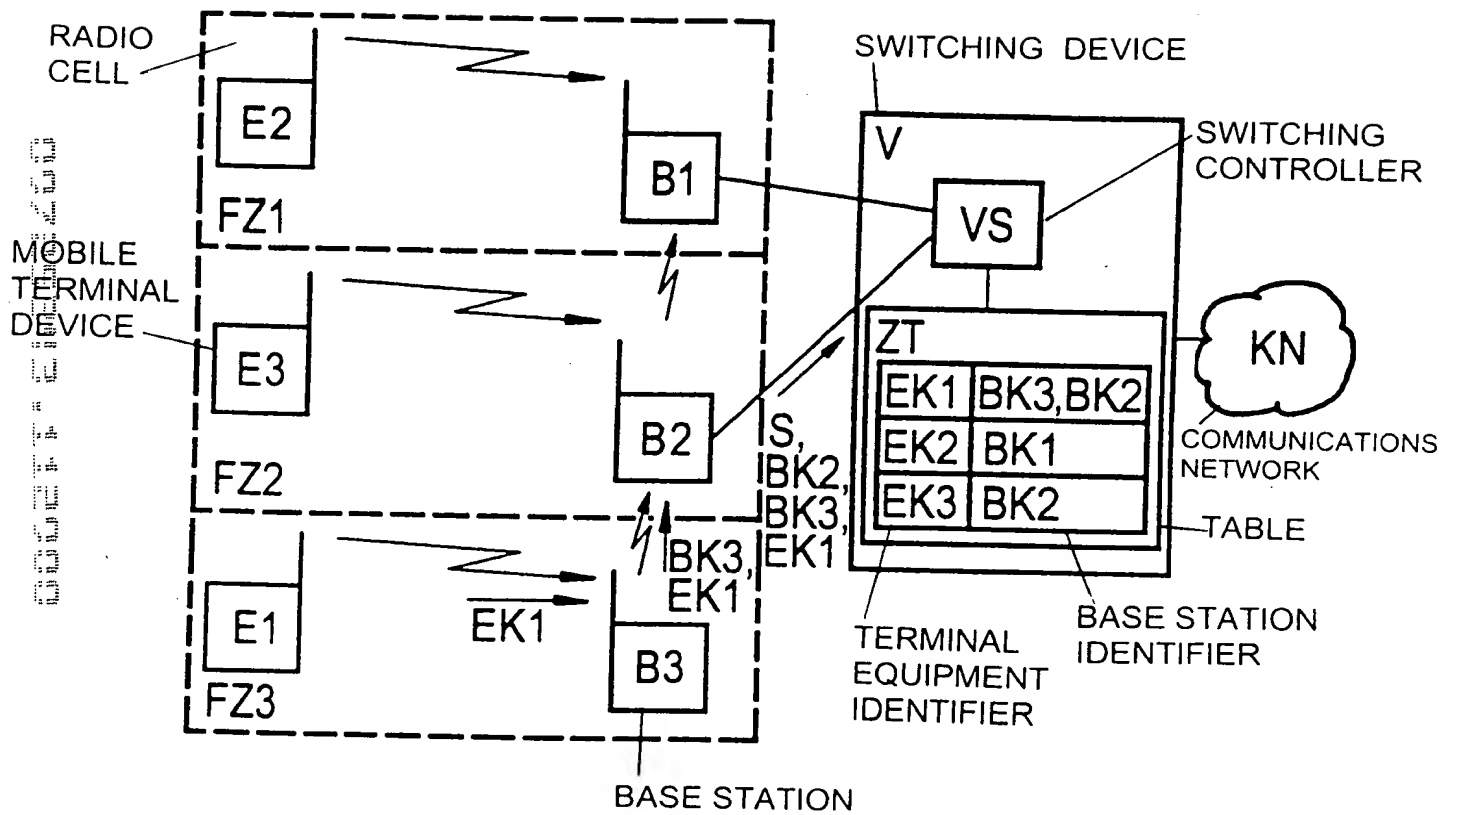 RADIO
CELL
E2
FZ1
B1
MOBILE
TERMINAL
DEVICE
E3
FZ2
B2
E1
FZ3
EK1
BK3,
EK1
B3
BASE STATION
S,
BK2,
BK3,
EK1
SWITCHING DEVICE
V
SWITCHING
CONTROLLER
VS
ZT
EK1 BK3,BK2
EK2 BK1
EK3 BK2
KN
COMMUNICATIONS
NETWORK
TABLE
TERMINAL
EQUIPMENT
IDENTIFIER
BASE STATION
IDENTIFIER